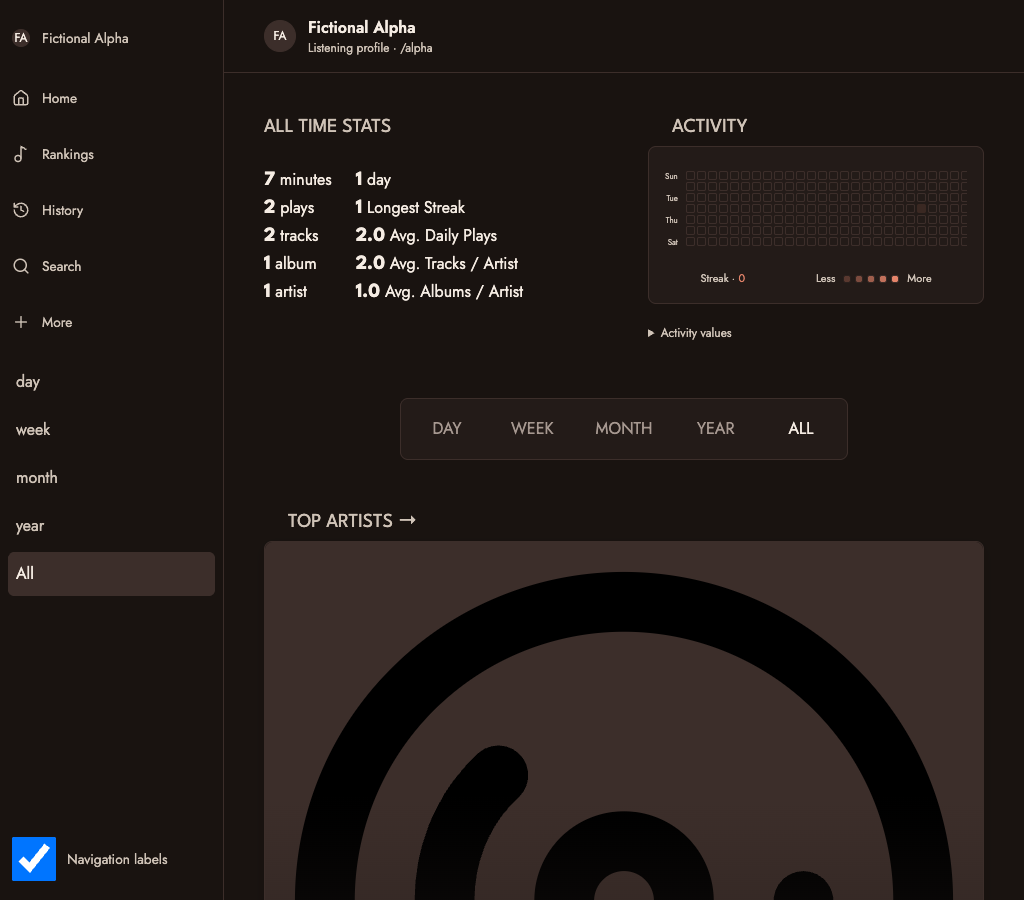 FA Fictional Alpha
Home
Rankings
History
Search
More
day
week
month
year
All
Navigation labels
FA
Fictional Alpha
Listening profile · /alpha
ALL TIME STATS
7 minutes
2 plays
2 tracks
1 album
1 artist
1 day
1 Longest Streak
2.0 Avg. Daily Plays
2.0 Avg. Tracks / Artist
1.0 Avg. Albums / Artist
ACTIVITY
Sun
Tue
Thu
Sat
Streak · 0
Less More
Activity values
DAY WEEK MONTH YEAR ALL
TOP ARTISTS →